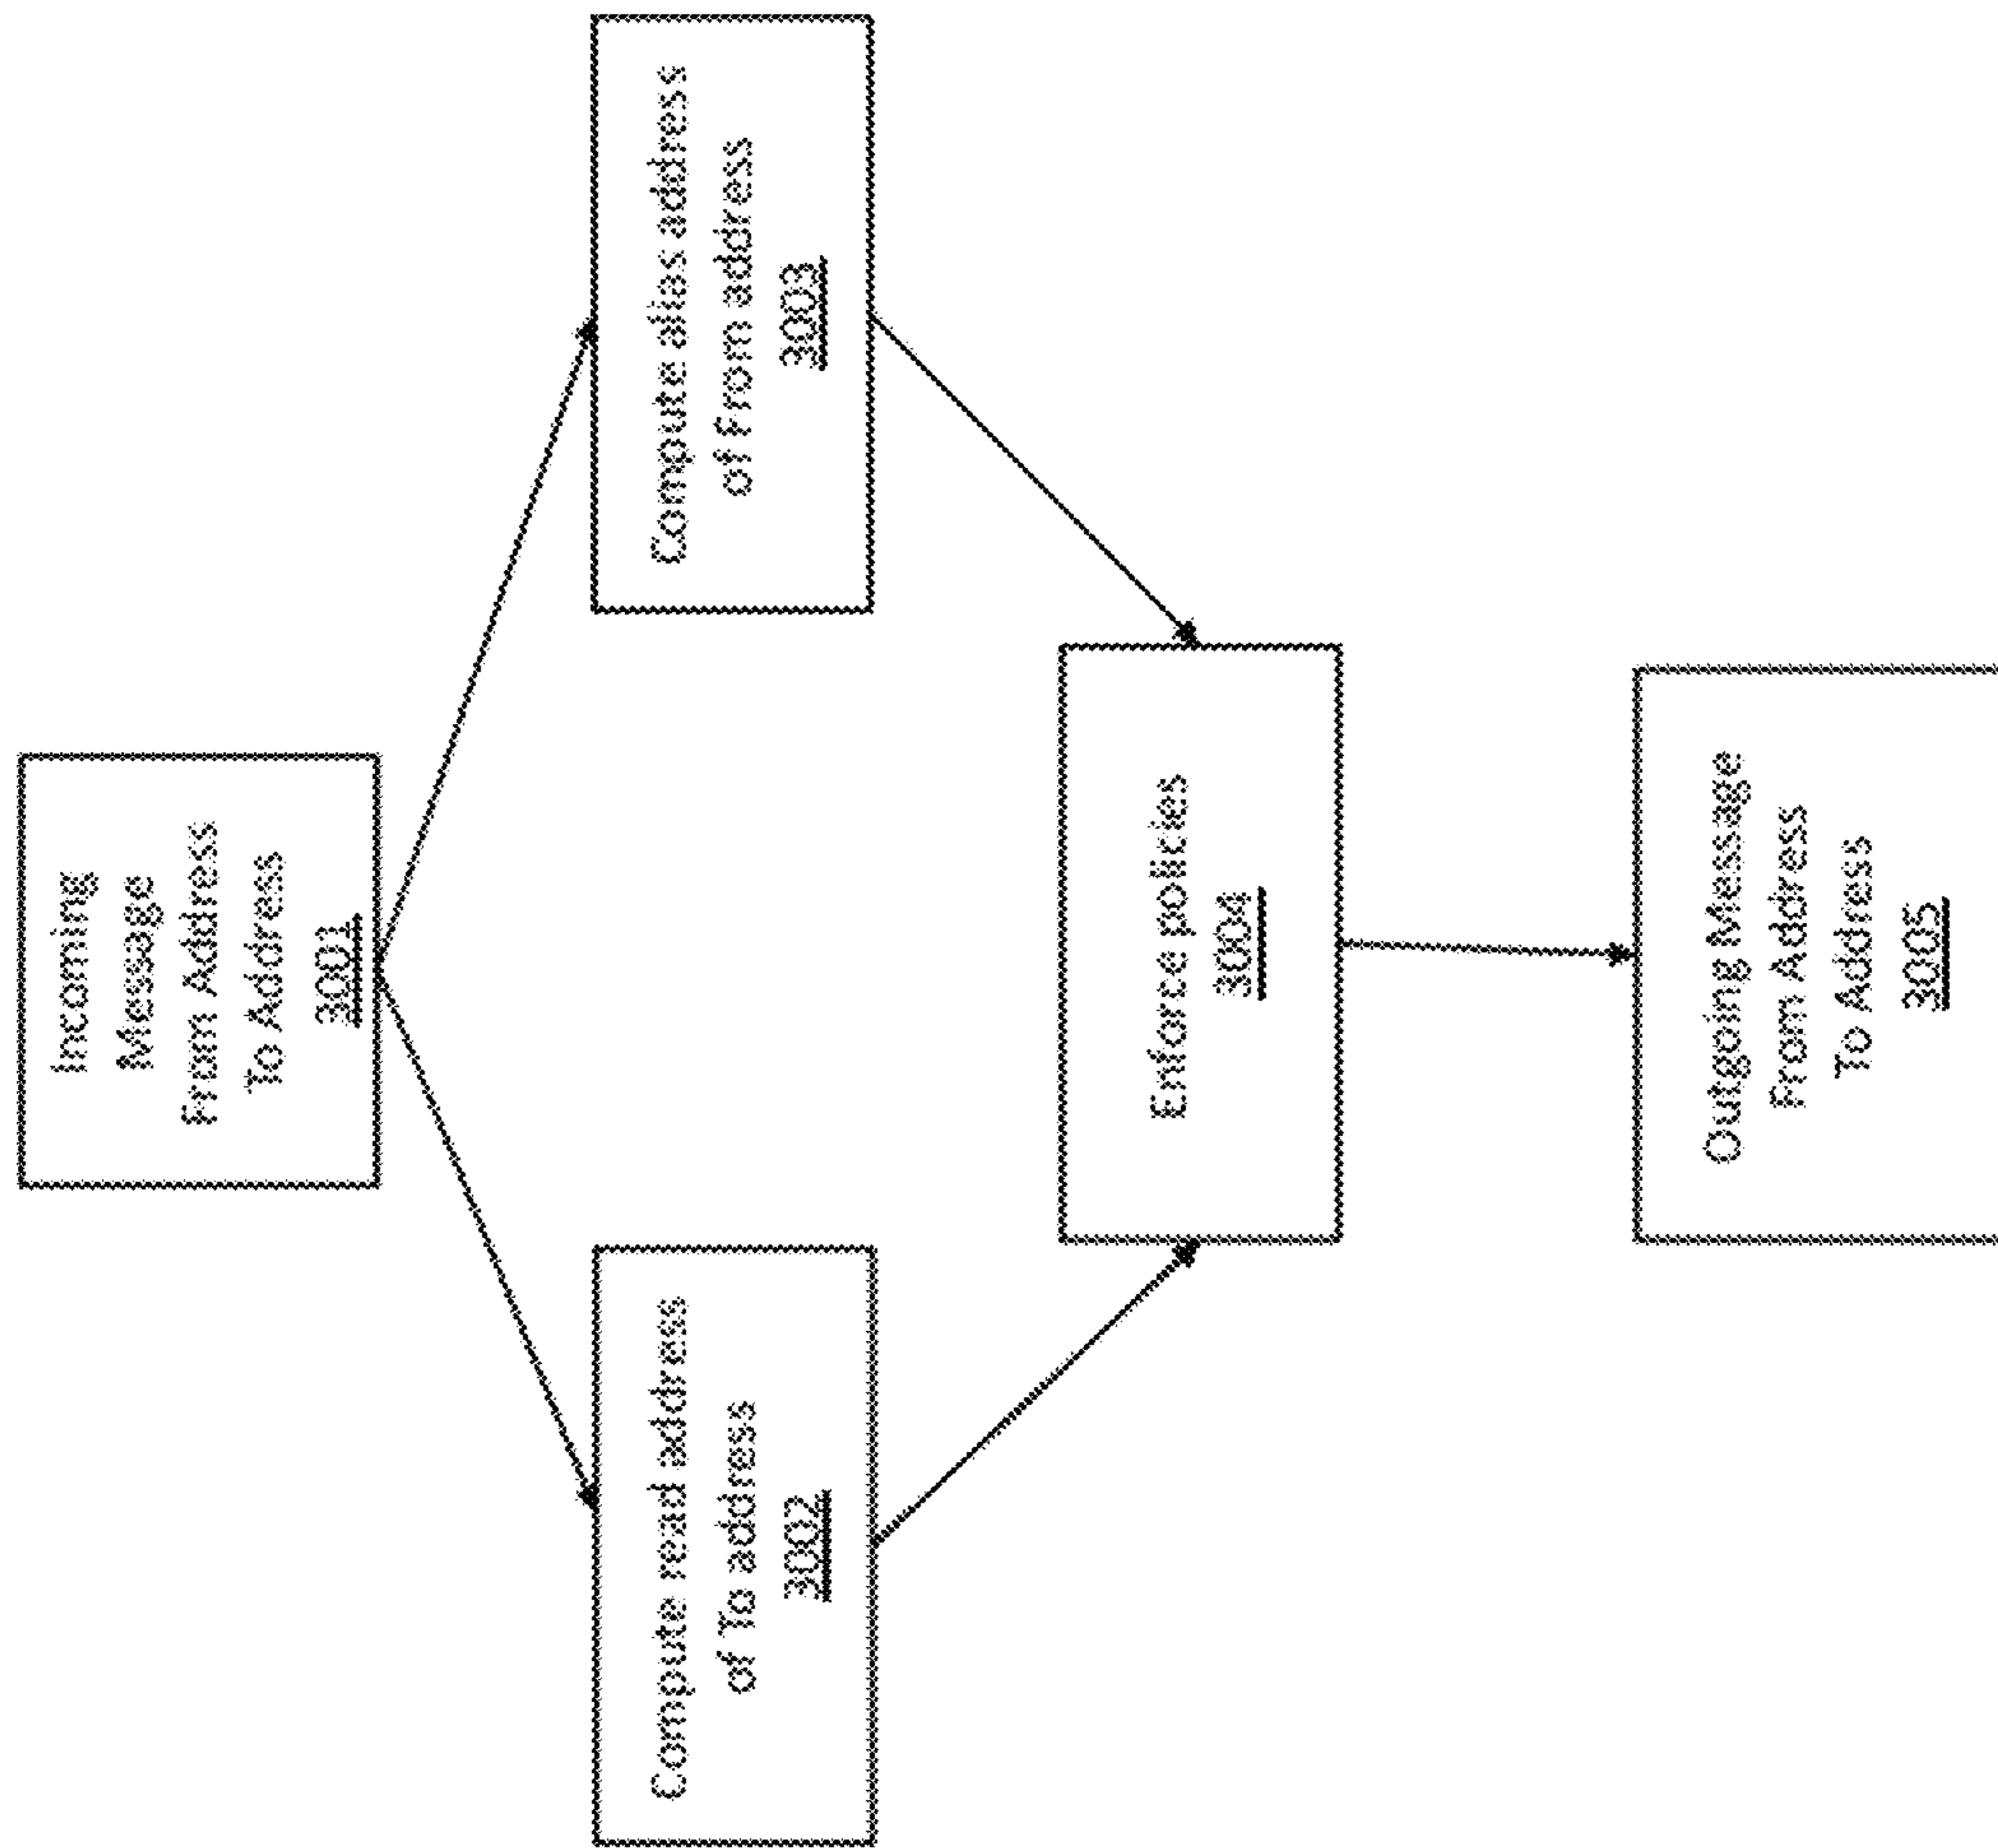 Incoming
Message
From Address
To Address
3001
Compute read address
of To address
3002
Compute alias address
of From address
3003
Enforce policies
3004
Outgoing Message
From Address
To Address
3005